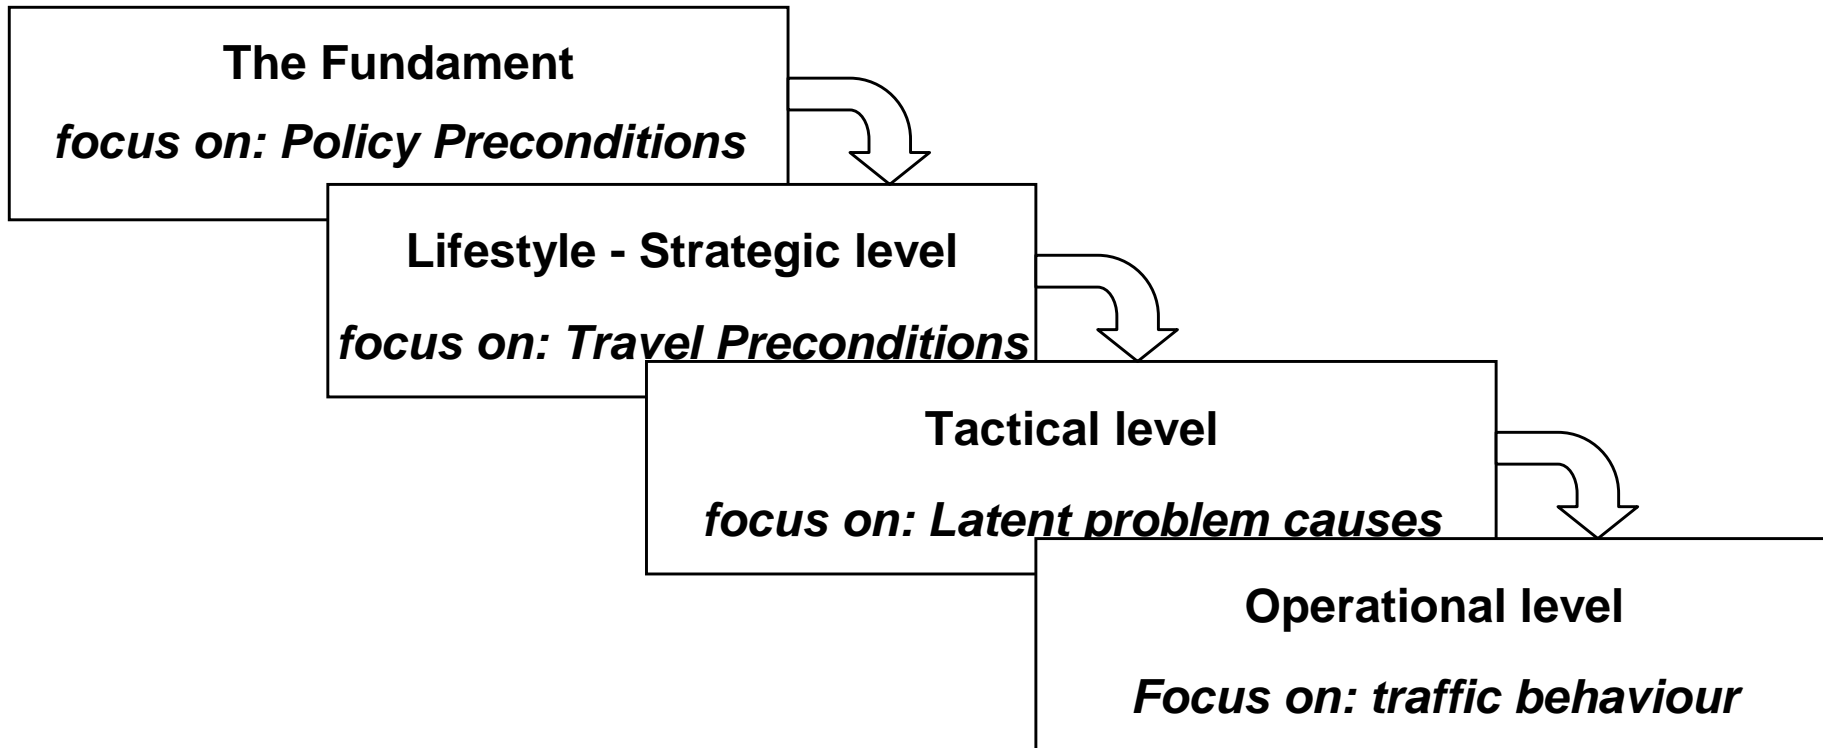 The Fundament
focus on: Policy Preconditions
Lifestyle - Strategic level
focus on: Travel Preconditions
Tactical level
focus on: Latent problem causes
Operational level
Focus on: traffic behaviour